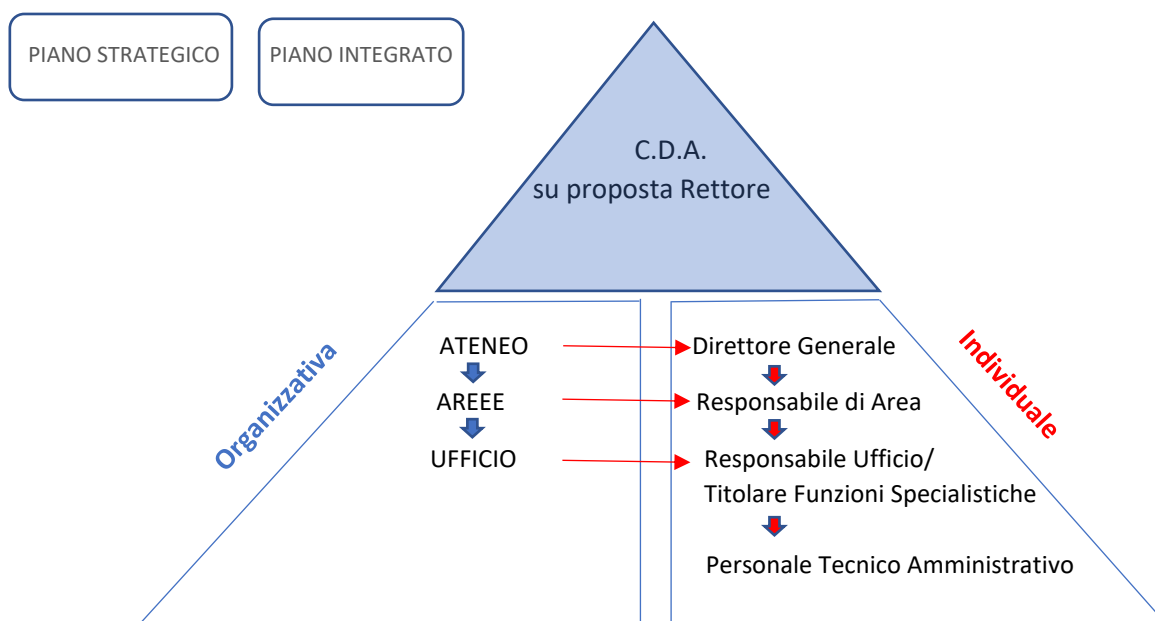 PIANO STRATEGICO
PIANO INTEGRATO
C.D.A.
su proposta Rettore
Organizzativa
Individuale
ATENEO
Direttore Generale
AREEE
Responsabile di Area
UFFICIO
Responsabile Ufficio/
Titolare Funzioni Specialistiche
Personale Tecnico Amministrativo